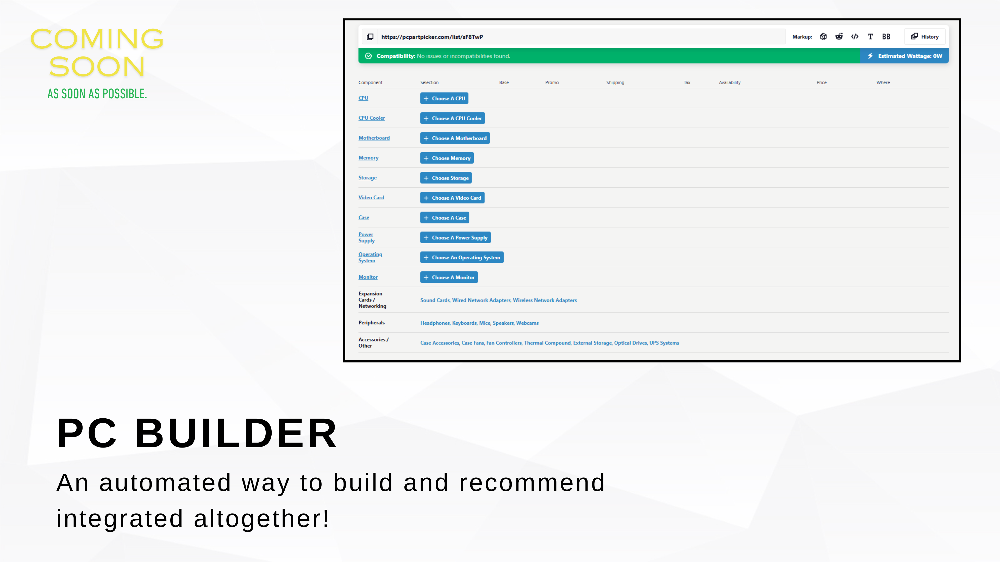 COMING
SOON
AS SOON AS POSSIBLE.
https://pcpartpicker.com/list/sF8TwP
Markup: T BB History
Compatibility: No issues or incompatibilities found. Estimated Wattage: 0W
Component Selection Base Promo Shipping Tax Availability Price Where
CPU + Choose A CPU
CPU Cooler + Choose A CPU Cooler
Motherboard + Choose A Motherboard
Memory + Choose Memory
Storage + Choose Storage
Video Card + Choose A Video Card
Case + Choose A Case
Power
Supply
+ Choose A Power Supply
Operating
System
+ Choose An Operating System
Monitor + Choose A Monitor
Expansion
Cards /
Networking
Sound Cards, Wired Network Adapters, Wireless Network Adapters
Peripherals Headphones, Keyboards, Mice, Speakers, Webcams
Accessories /
Other
Case Accessories, Case Fans, Fan Controllers, Thermal Compound, External Storage, Optical Drives, UPS Systems
PC BUILDER
An automated way to build and recommend
integrated altogether!